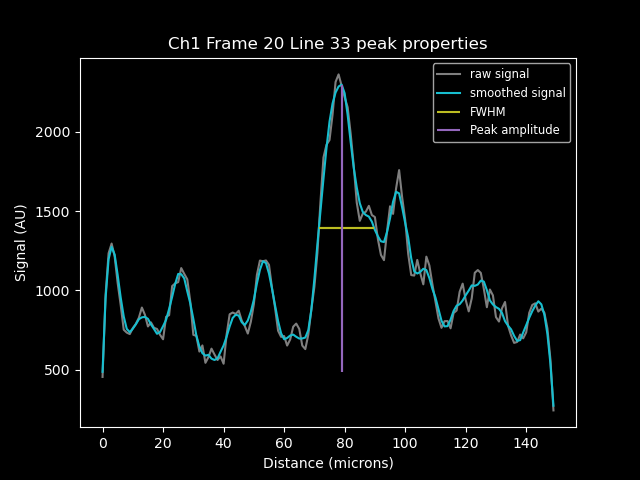 Ch1 Frame 20 Line 33 peak properties
raw signal
smoothed signal
FWHM
Peak amplitude
Signal (AU)
2000
1500
1000
500
0 20 40 60 80 100 120 140
Distance (microns)